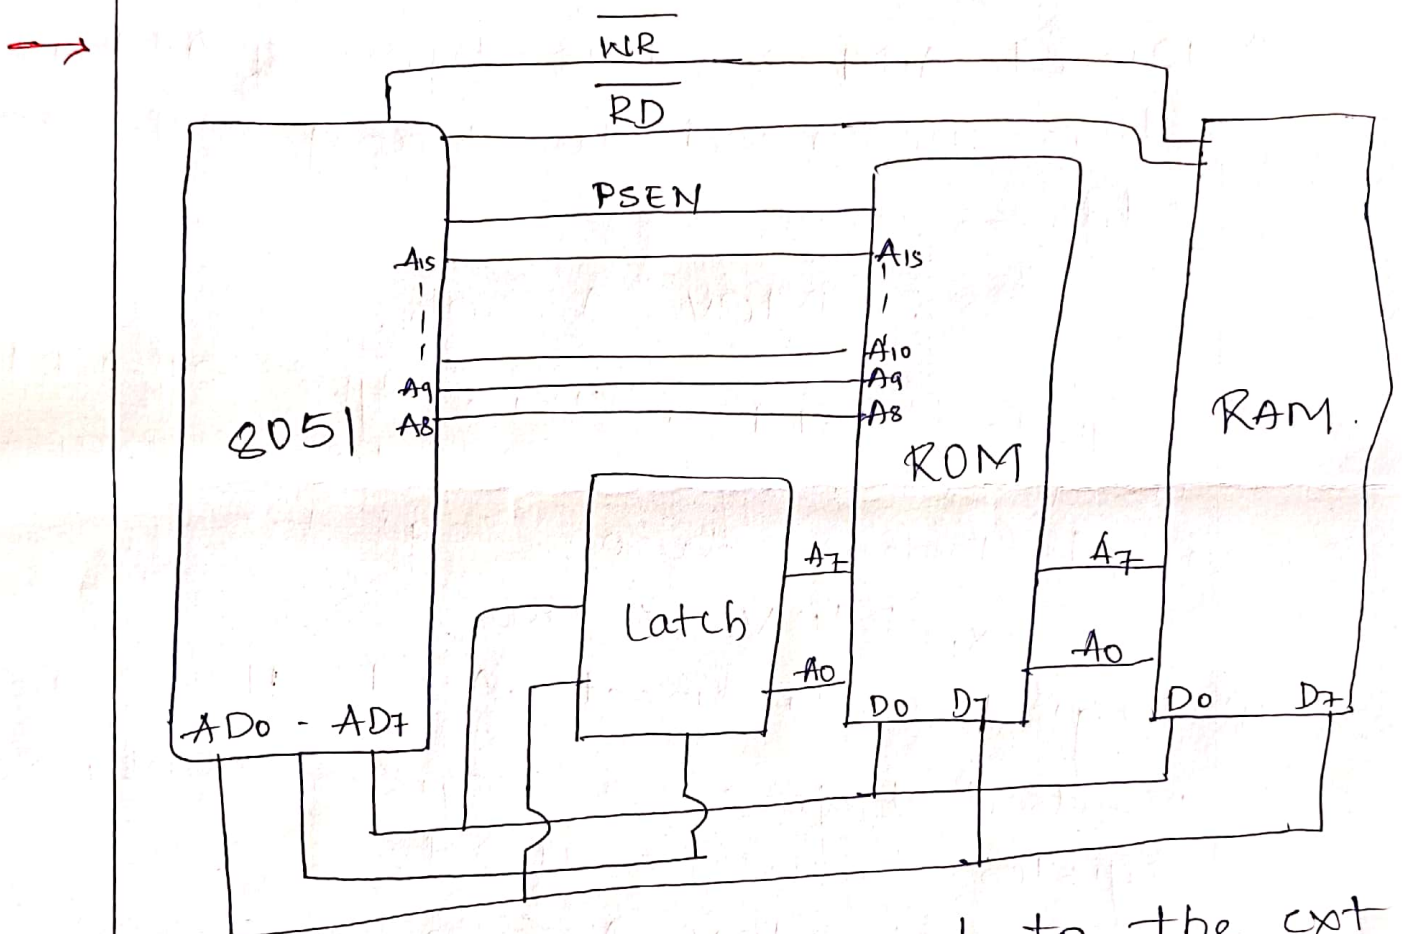 WR
RD
PSEN
A15 A15
A10
A9 A9
A8 A8
8051 ROM RAM.
Latch
A7 A7
A0 A0
AD0 - AD7 D0 D7 D0 D7
to the ext